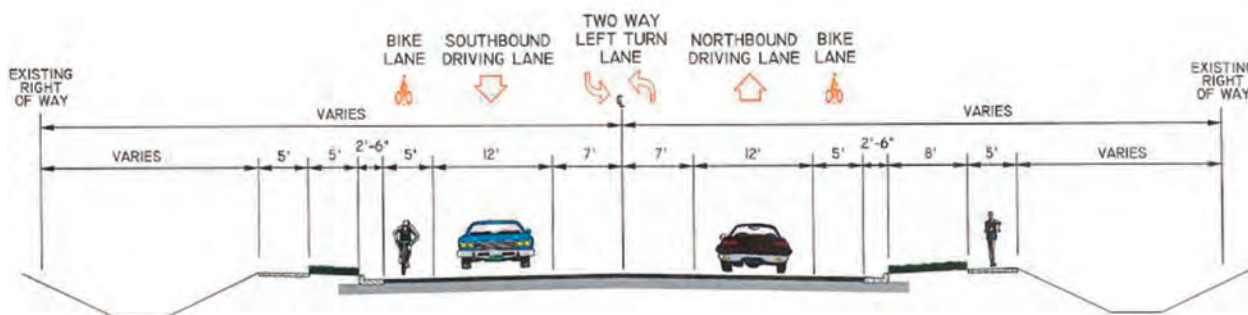 TWO WAY
LEFT TURN
LANE
BIKE
LANE
SOUTHBOUND
DRIVING LANE
NORTHBOUND
DRIVING LANE
BIKE
LANE
EXISTING
RIGHT
OF WAY
EXISTING
RIGHT
OF WAY
VARIES
VARIES
VARIES
5'
5'
2'-6"
5'
12'
7'
7'
12'
5'
2'-6"
8'
5'
VARIES